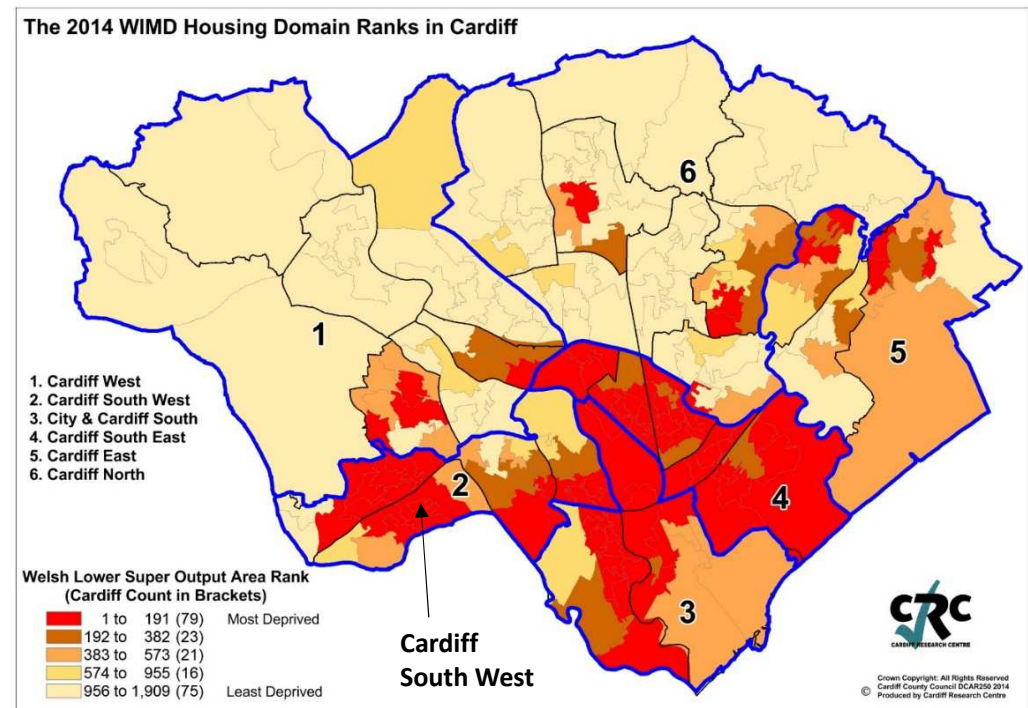 The 2014 WIMD Housing Domain Ranks in Cardiff
6
1
5
1. Cardiff West
2. Cardiff South West
3. City & Cardiff South
4. Cardiff South East
5. Cardiff East
6. Cardiff North
2
4
Welsh Lower Super Output Area Rank
(Cardiff Count in Brackets)
1 to 191 (79) Most Deprived
192 to 382 (23)
383 to 573 (21)
574 to 955 (16)
956 to 1,909 (75) Least Deprived
3
Cardiff
South West
CRC
CARDIFF RESEARCH CENTRE
Crown Copyright: All Rights Reserved
Cardiff County Council DCAR250 2014
© Produced by Cardiff Research Centre